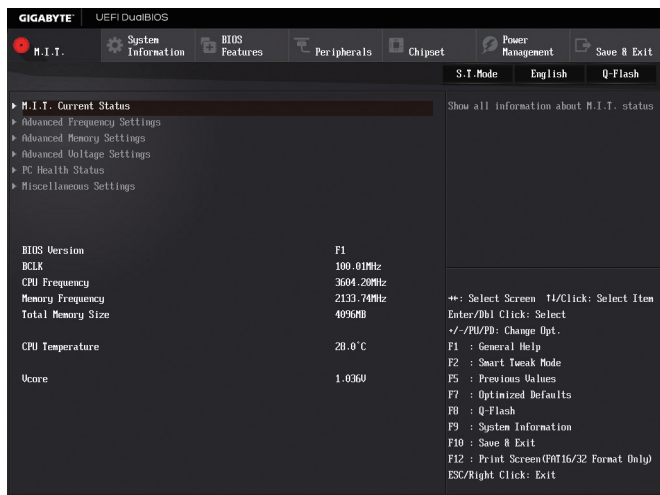 GIGABYTE™ UEFI DualBIOS
M.I.T. System Information BIOS Features Peripherals Chipset Power Management Save & Exit
S.T.Mode English Q-Flash
M.I.T. Current Status
Advanced Frequency Settings
Advanced Memory Settings
Advanced Voltage Settings
PC Health Status
Miscellaneous Settings
Show all information about M.I.T. status
BIOS Version F1
BCLK 100.01MHz
CPU Frequency 3604.20MHz
Memory Frequency 2133.74MHz
Total Memory Size 4096MB
CPU Temperature 28.0°C
Vcore 1.036V
→←: Select Screen ↑↓/Click: Select Item
Enter/Dbl Click: Select
+/-/PU/PD: Change Opt.
F1 : General Help
F2 : Smart Tweak Mode
F5 : Previous Values
F7 : Optimized Defaults
F8 : Q-Flash
F9 : System Information
F10 : Save & Exit
F12 : Print Screen(FAT16/32 Format Only)
ESC/Right Click: Exit